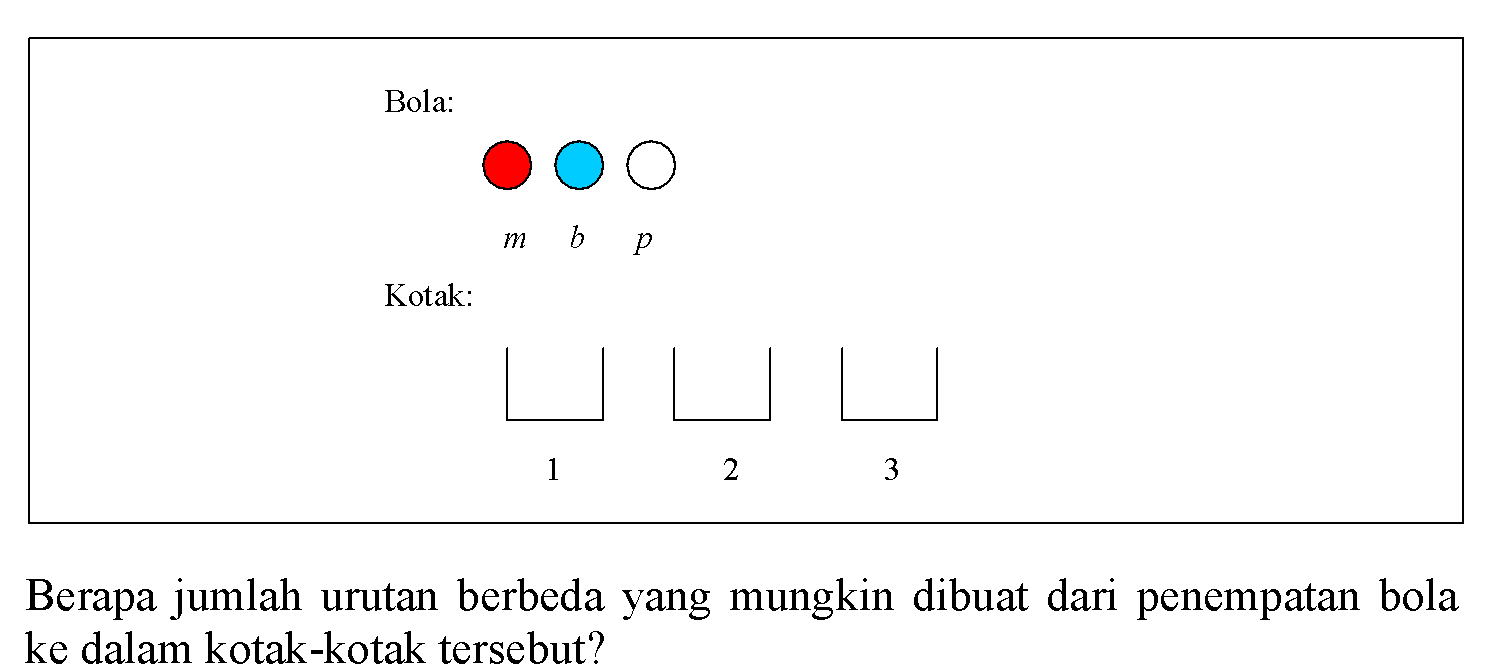 Bola:
m b p
Kotak:
1 2 3
Berapa jumlah urutan berbeda yang mungkin dibuat dari penempatan bola
ke dalam kotak-kotak tersebut?